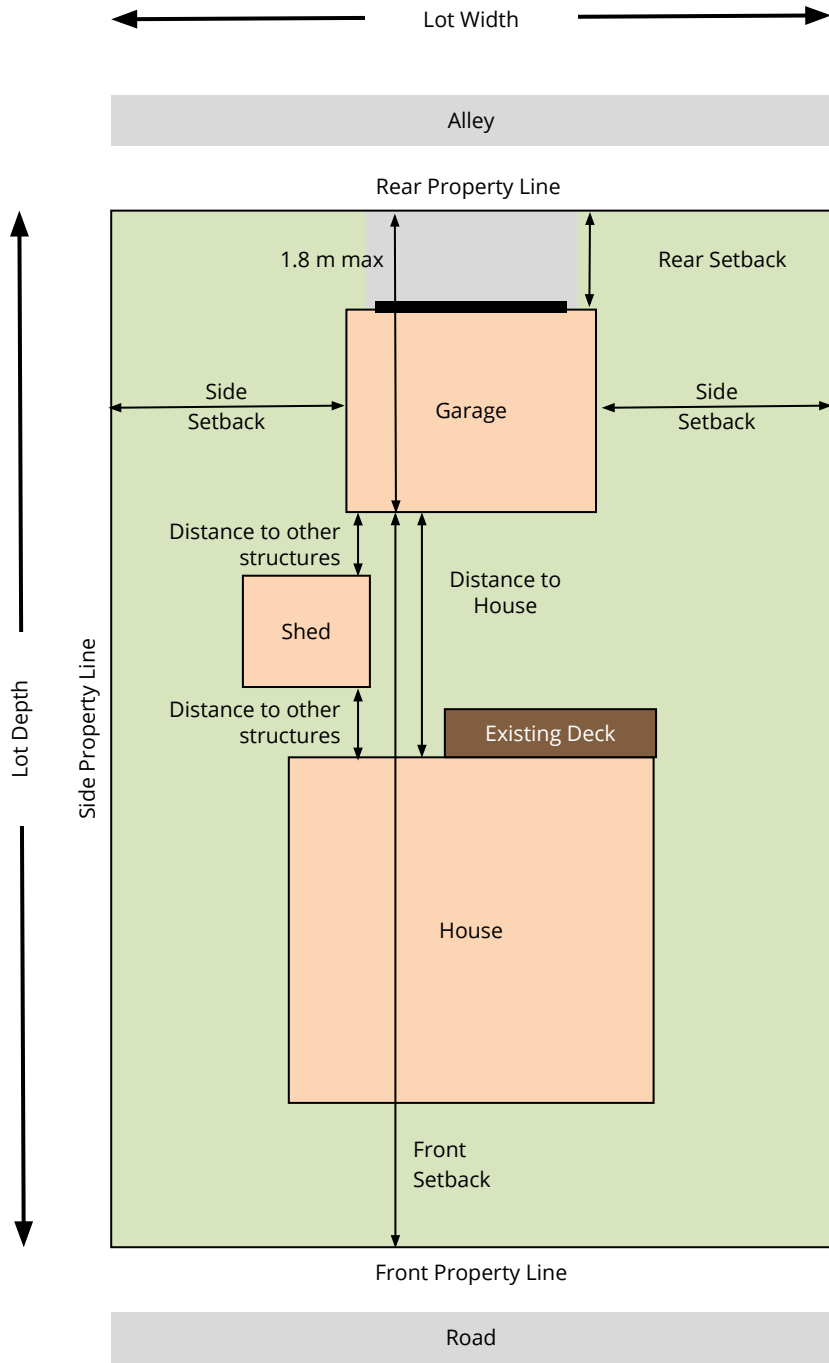 Lot Width
Alley
Rear Property Line
1.8 m max
Rear Setback
Side
Setback
Garage
Side
Setback
Distance to other
structures
Distance to
House
Shed
Distance to other
structures
Existing Deck
Lot Depth
Side Property Line
House
Front
Setback
Front Property Line
Road